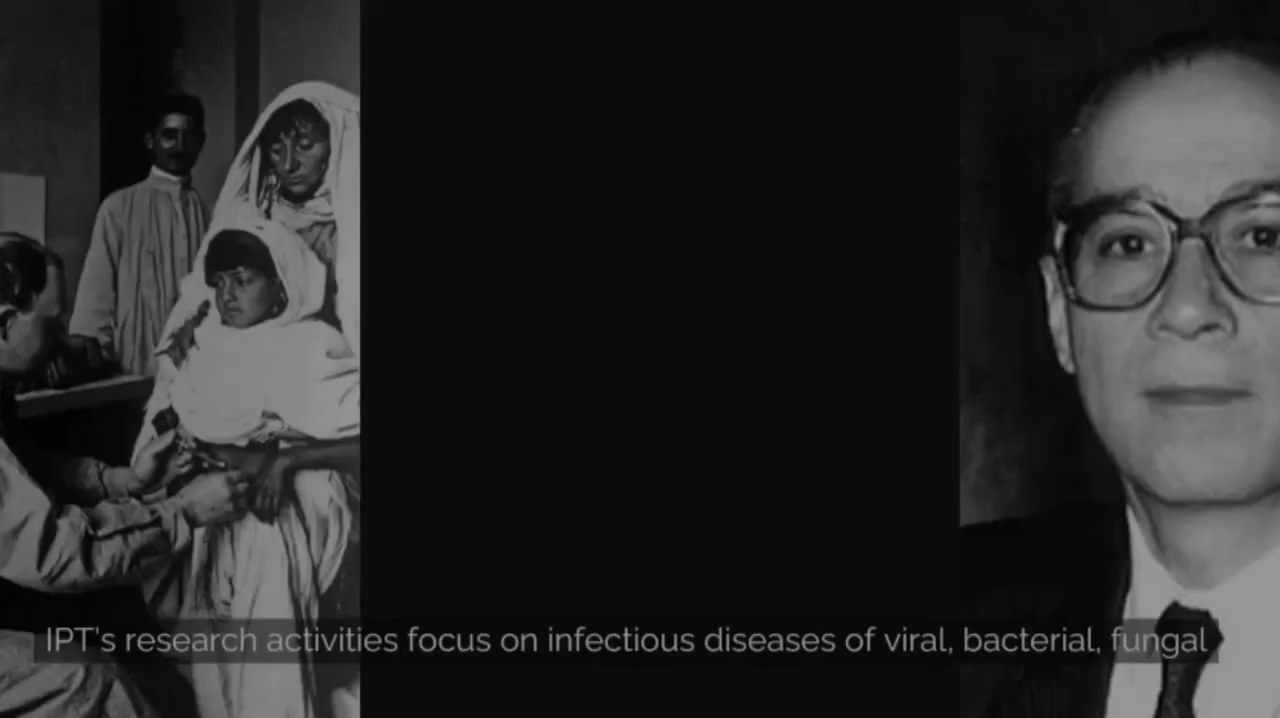 IPT's research activities focus on infectious diseases of viral, bacterial, fungal